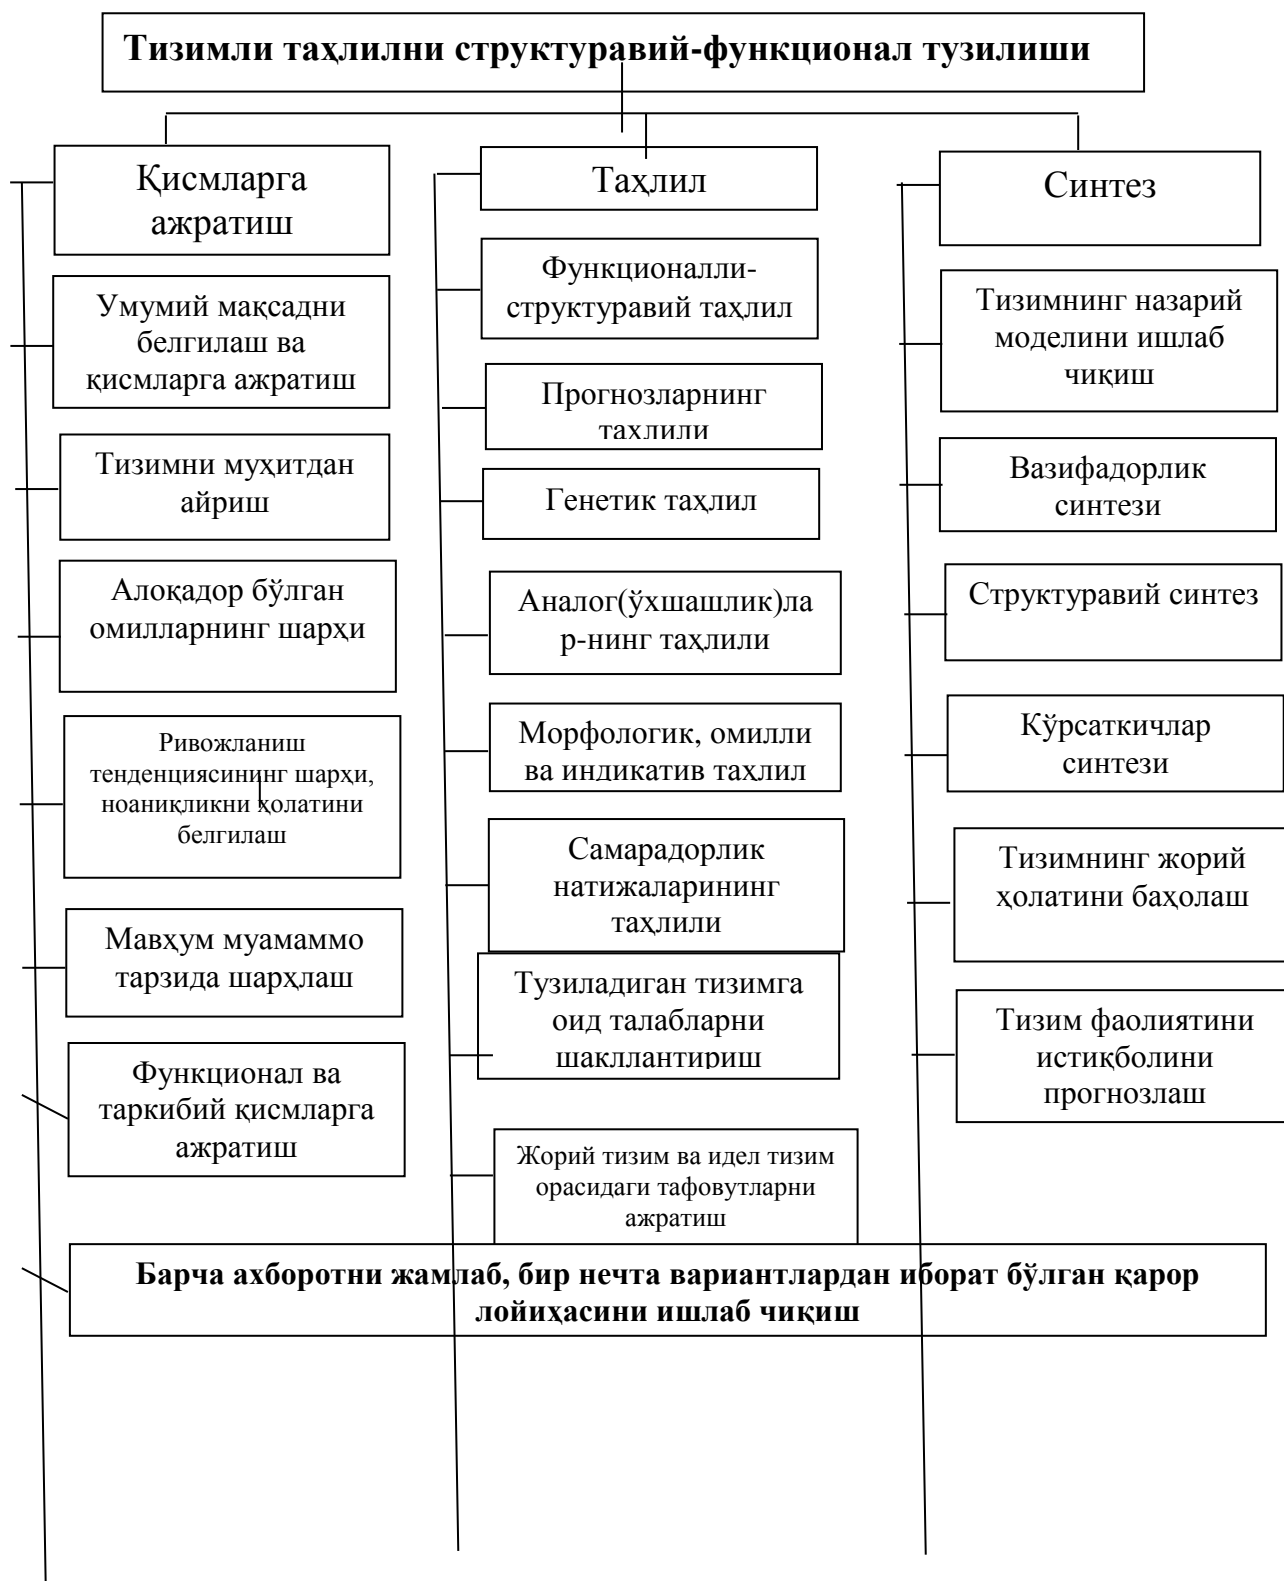 Тизимли таҳлилни структуравий-функционал тузилиши
Қисмларга
ажратиш
Умумий мақсадни
белгилаш ва
қисмларга ажратиш
Тизимни муҳитдан
айриш
Алоқадор бўлган
омилларнинг шарҳи
Ривожланиш
тенденциясининг шарҳи,
ноаниқликни ҳолатини
белгилаш
Мавҳум муамаммо
тарзида шарҳлаш
Функционал ва
таркибий қисмларга
ажратиш
Таҳлил
Функционалли-
структуравий таҳлил
Прогнозларнинг
таҳлили
Генетик таҳлил
Аналог(ўхшашлик)ла
р-нинг таҳлили
Морфологик, омилли
ва индикатив таҳлил
Самарадорлик
натижаларининг
таҳлили
Тузиладиган тизимга
оид талабларни
шакллантириш
Жорий тизим ва идел тизим
орасидаги тафовутларни
ажратиш
Синтез
Тизимнинг назарий
моделини ишлаб
чиқиш
Вазифадорлик
синтези
Структуравий синтез
Кўрсаткичлар
синтези
Тизимнинг жорий
ҳолатини баҳолаш
Тизим фаолиятини
истиқболини
прогнозлаш
Барча ахборотни жамлаб, бир нечта вариантлардан иборат бўлган қарор
лойиҳасини ишлаб чиқиш